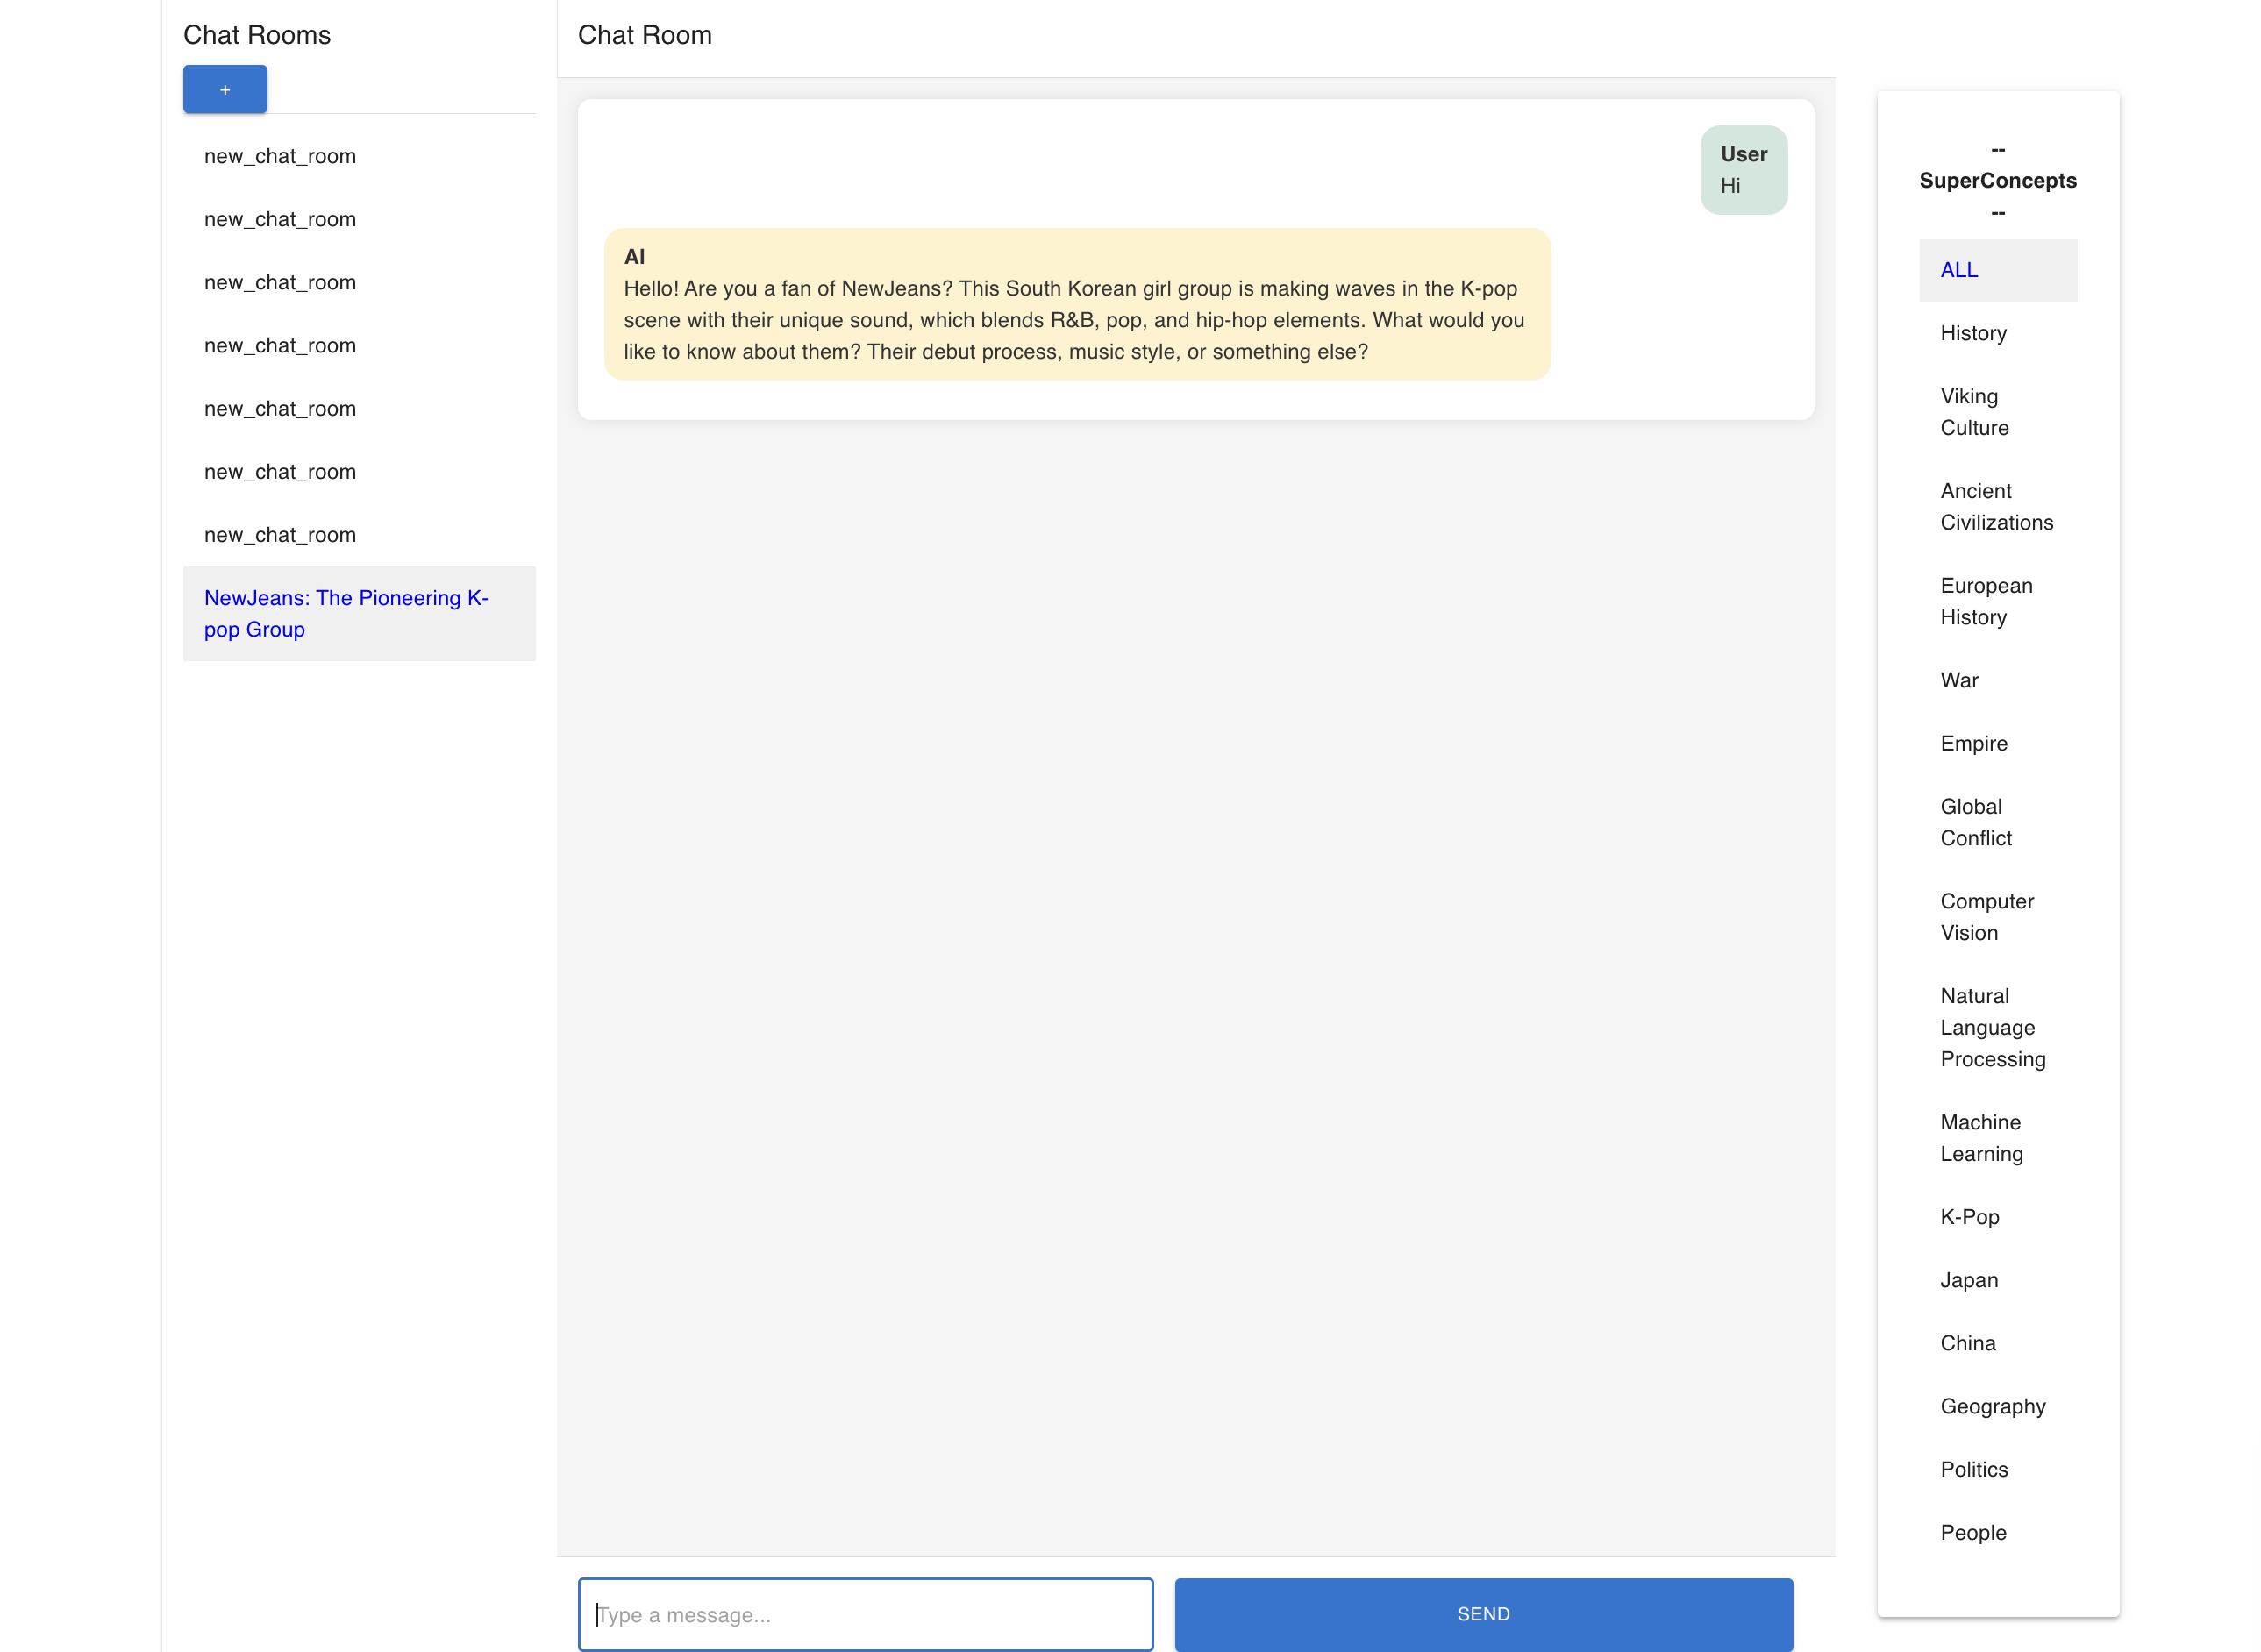 Chat Rooms
+
new_chat_room
new_chat_room
new_chat_room
new_chat_room
new_chat_room
new_chat_room
new_chat_room
NewJeans: The Pioneering K-
pop Group
Chat Room
User
Hi
AI
Hello! Are you a fan of NewJeans? This South Korean girl group is making waves in the K-pop
scene with their unique sound, which blends R&B, pop, and hip-hop elements. What would you
like to know about them? Their debut process, music style, or something else?
Type a message...
SEND
--
SuperConcepts
--
ALL
History
Viking
Culture
Ancient
Civilizations
European
History
War
Empire
Global
Conflict
Computer
Vision
Natural
Language
Processing
Machine
Learning
K-Pop
Japan
China
Geography
Politics
People